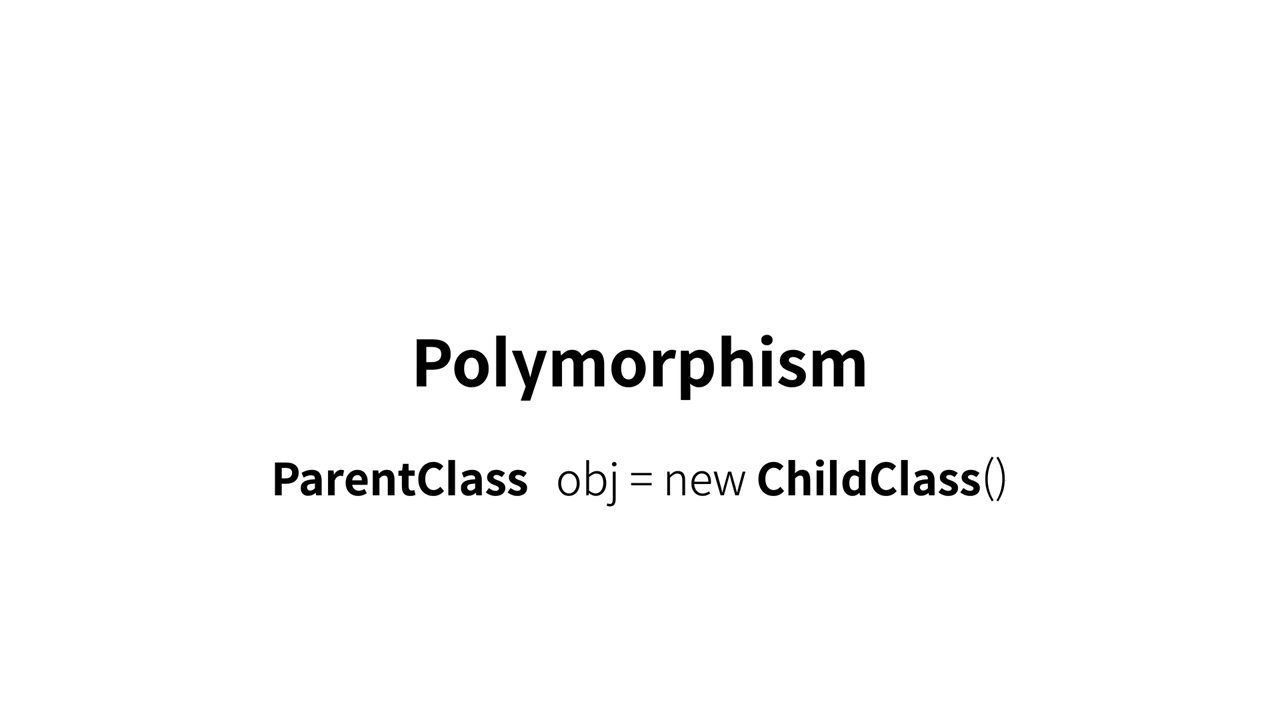 Polymorphism
ParentClass obj = new ChildClass()